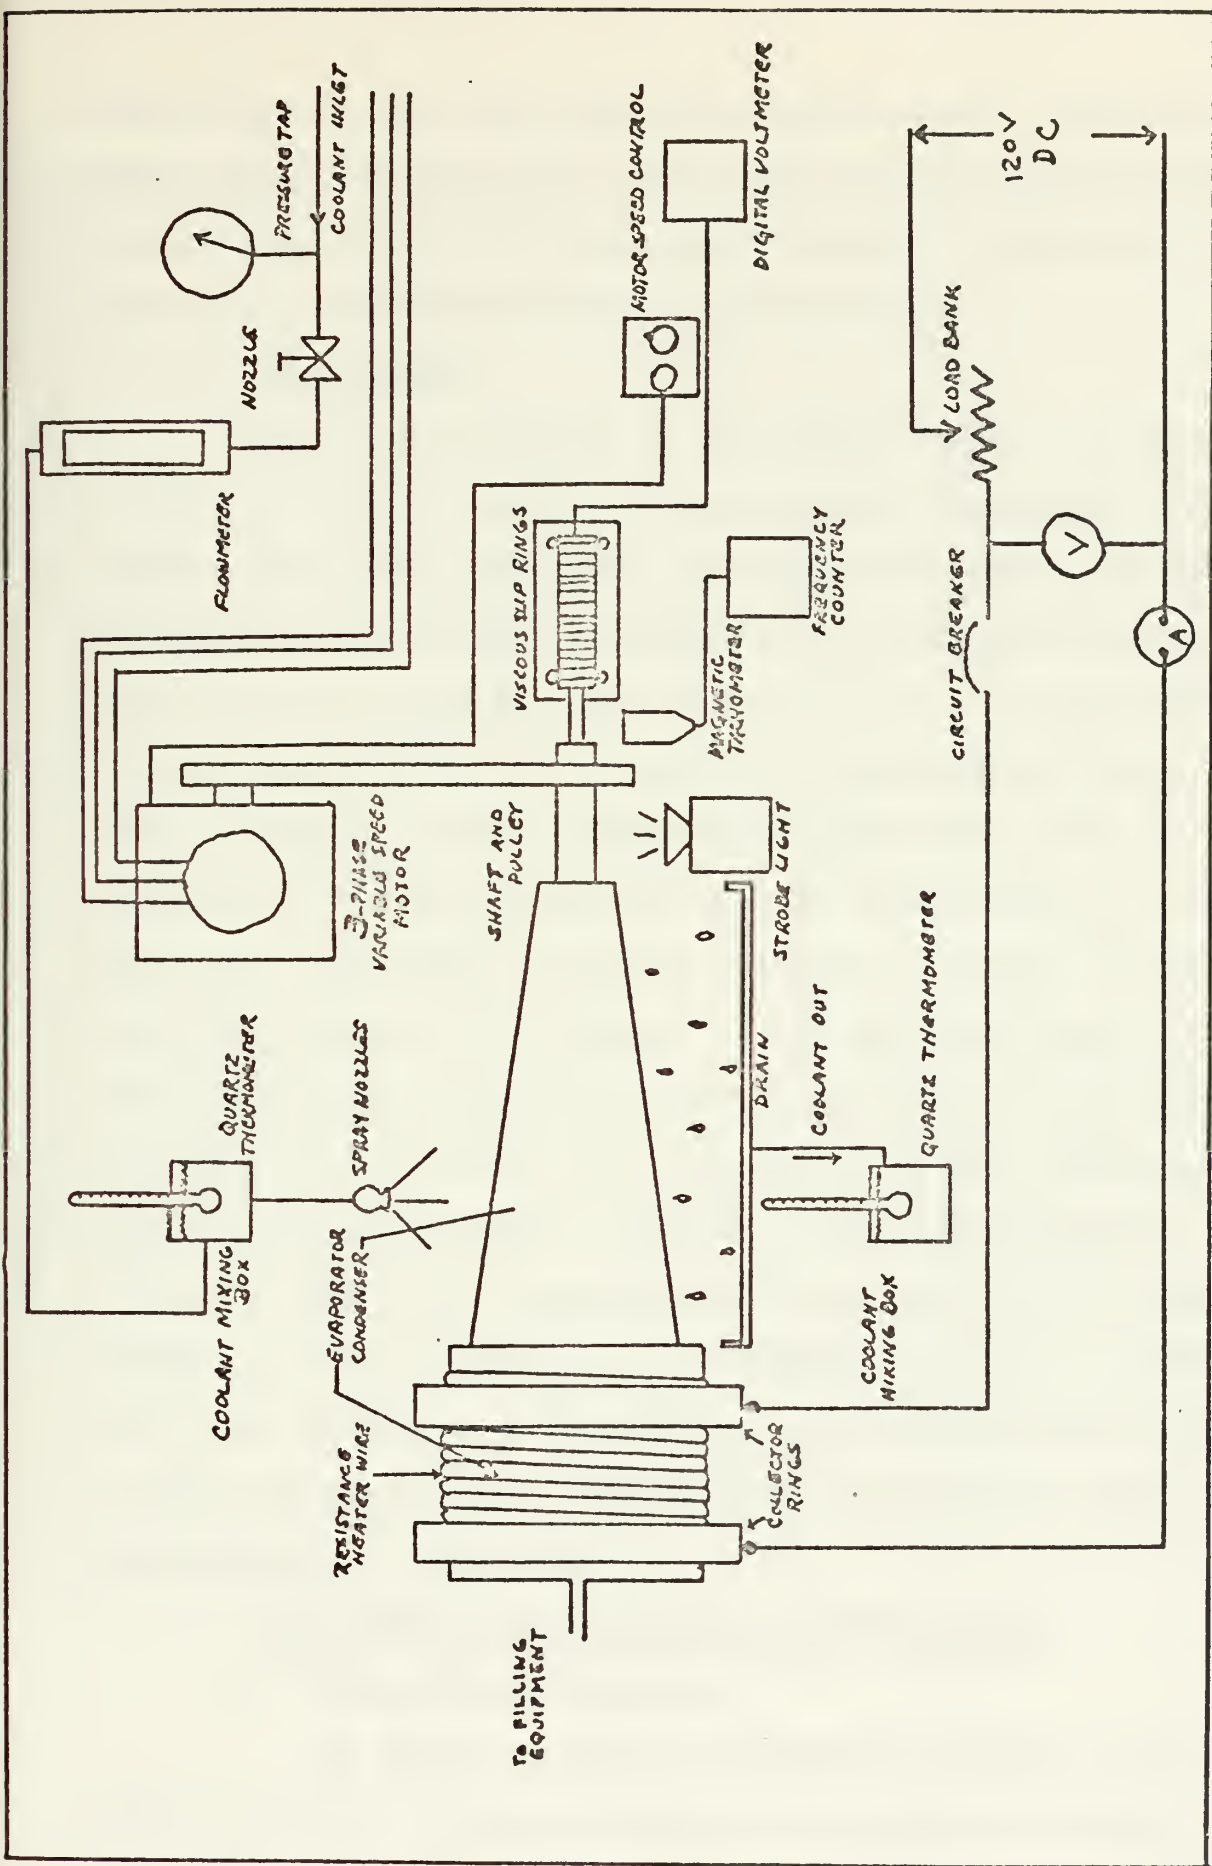 PRESSURE TAP
COOLANT INLET
NOZZLE
FLOWMETER
MOTOR SPEED CONTROL
DIGITAL VOLTMETER
VISCOUS SLIP RINGS
MAGNETIC
TACHOMETER
FREQUENCY
COUNTER
3-PHASE
VARIABLE SPEED
MOTOR
SHAFT AND
PULLEY
STROBE LIGHT
QUARTZ
THERMOMETER
COOLANT MIXING
BOX
SPRAY NOZZLES
EVAPORATOR
CONDENSER
RESISTANCE
HEATER WIRE
DRAIN
COOLANT OUT
QUARTZ THERMOMETER
COOLANT
MIXING BOX
COLLECTOR
RINGS
TO FILLING
EQUIPMENT
120V
DC
LOAD BANK
CIRCUIT BREAKER
V
A